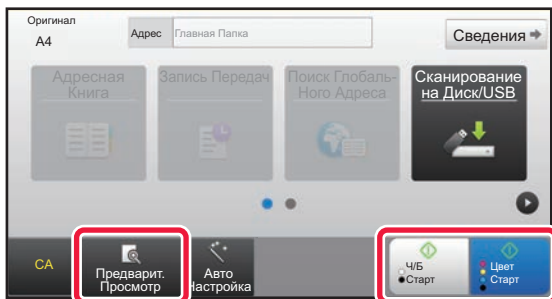 Оригинал
А4
Адрес
Главная Папка
Сведения
Адресная
Книга
Запись Передач
Поиск Глобаль-
Ного Адреса
Сканирование
на Диск/USB
CA
Предварит.
Просмотр
Авто
Настройка
Ч/Б
Старт
Цвет
Старт